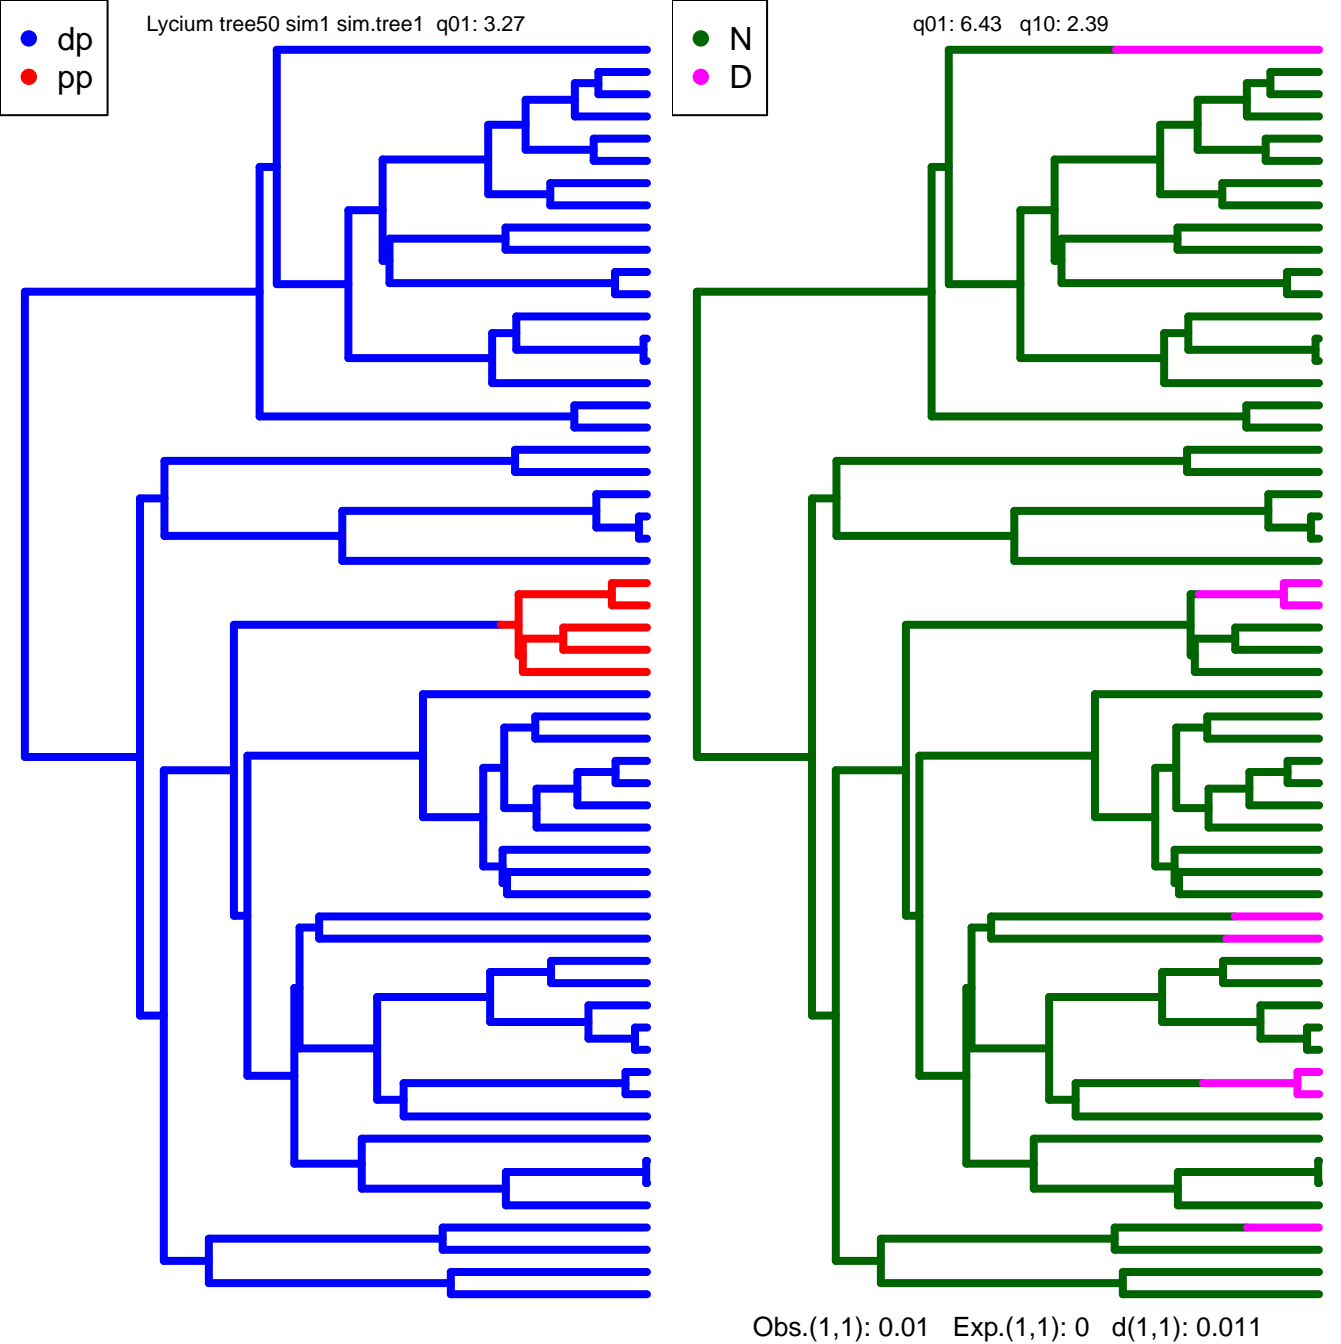 dp
pp
Lycium tree50 sim1 sim.tree1 q01: 3.27
N
D
q01: 6.43 q10: 2.39
Obs.(1,1): 0.01 Exp.(1,1): 0 d(1,1): 0.011